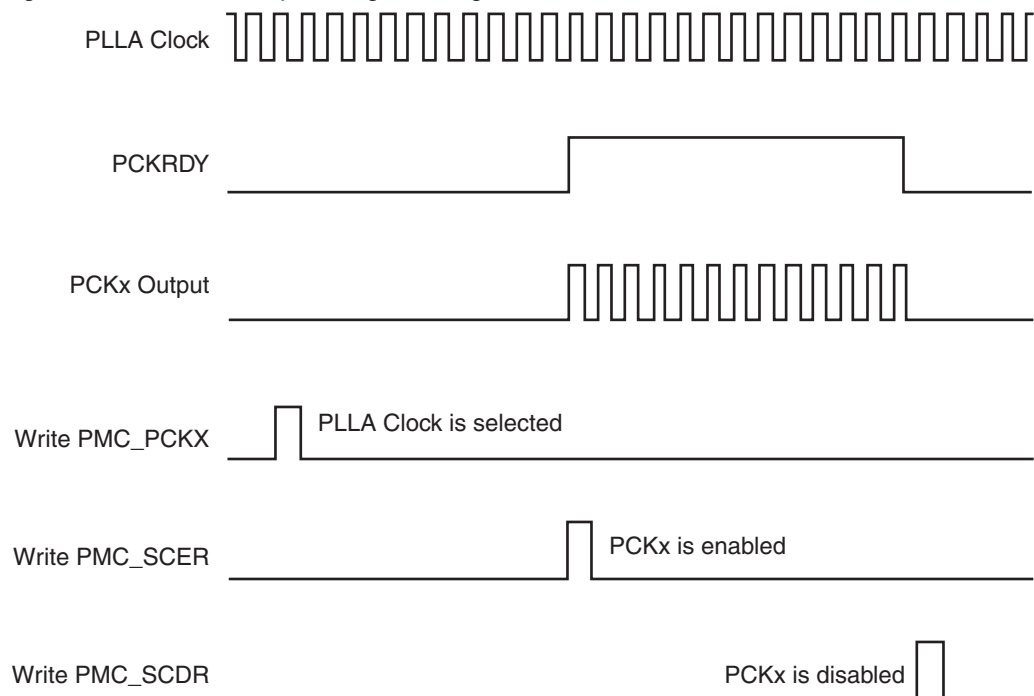 PLLA Clock
PCKRDY
PCKx Output
Write PMC_PCKX
PLLA Clock is selected
Write PMC_SCER
PCKx is enabled
Write PMC_SCDR
PCKx is disabled